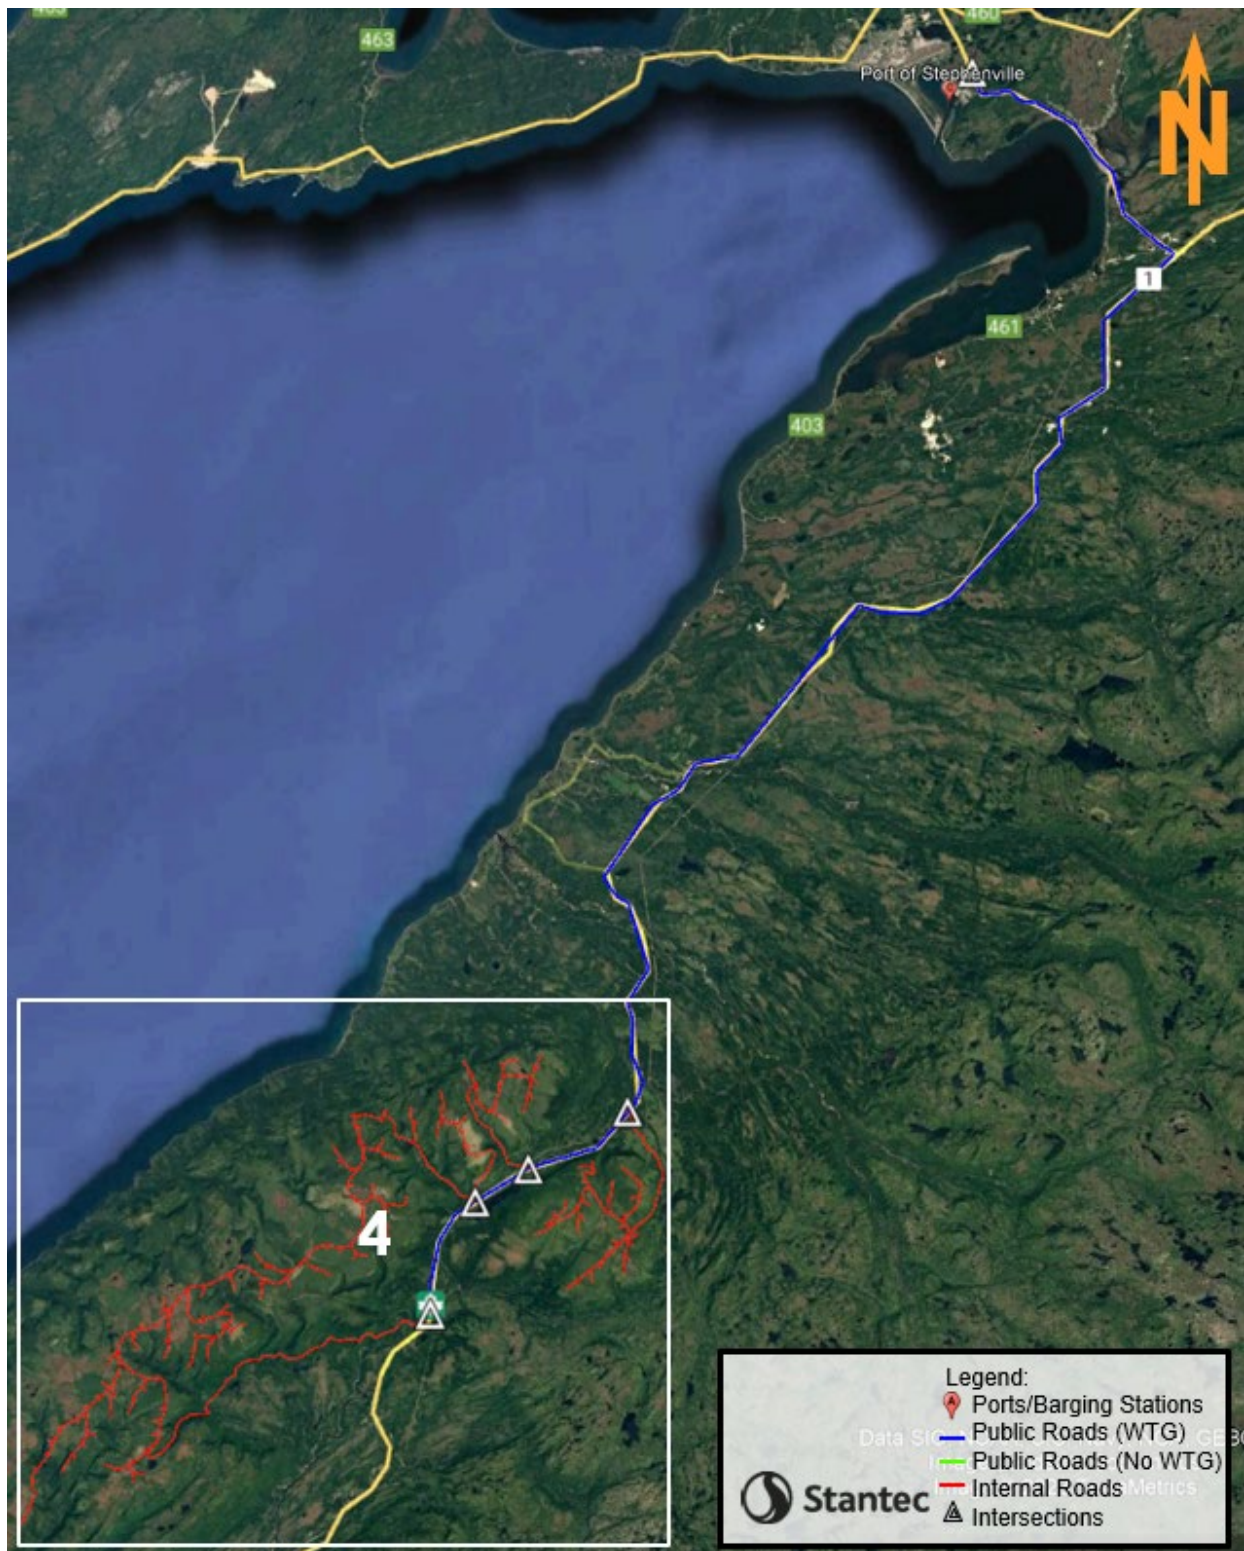 463
460
Port of Stephenville
N
1
461
403
4
Legend:
A Ports/Barging Stations
Public Roads (WTG)
Public Roads (No WTG)
Internal Roads
Intersections
Stantec